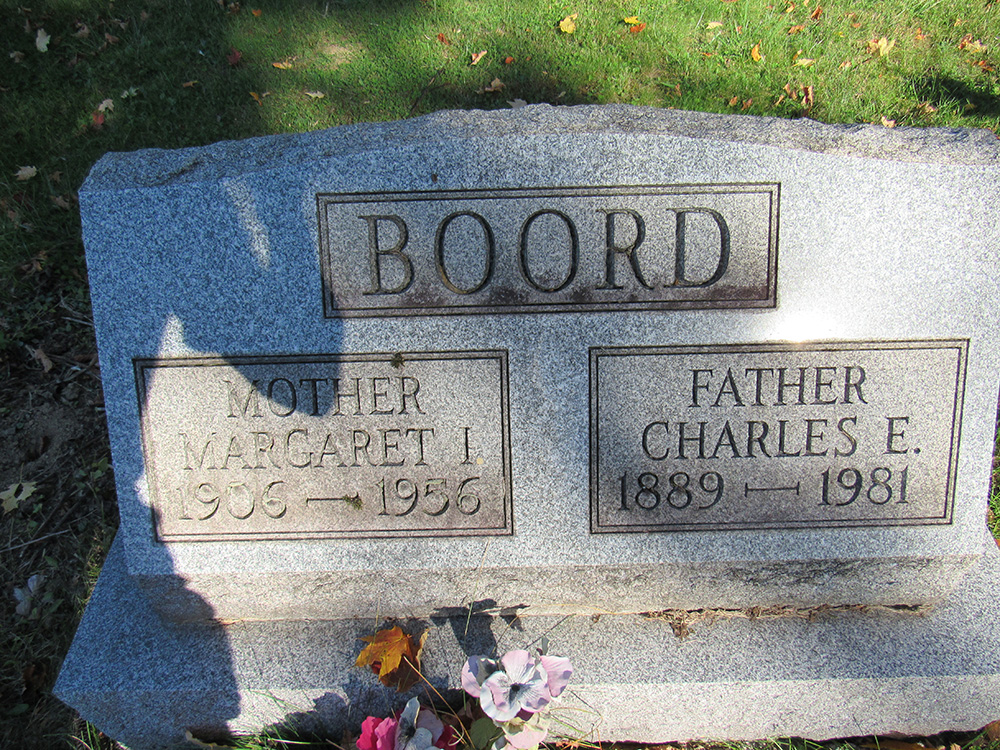 BOORD
MOTHER
MARGARET I.
1906 — 1956
FATHER
CHARLES E.
1889 — 1981